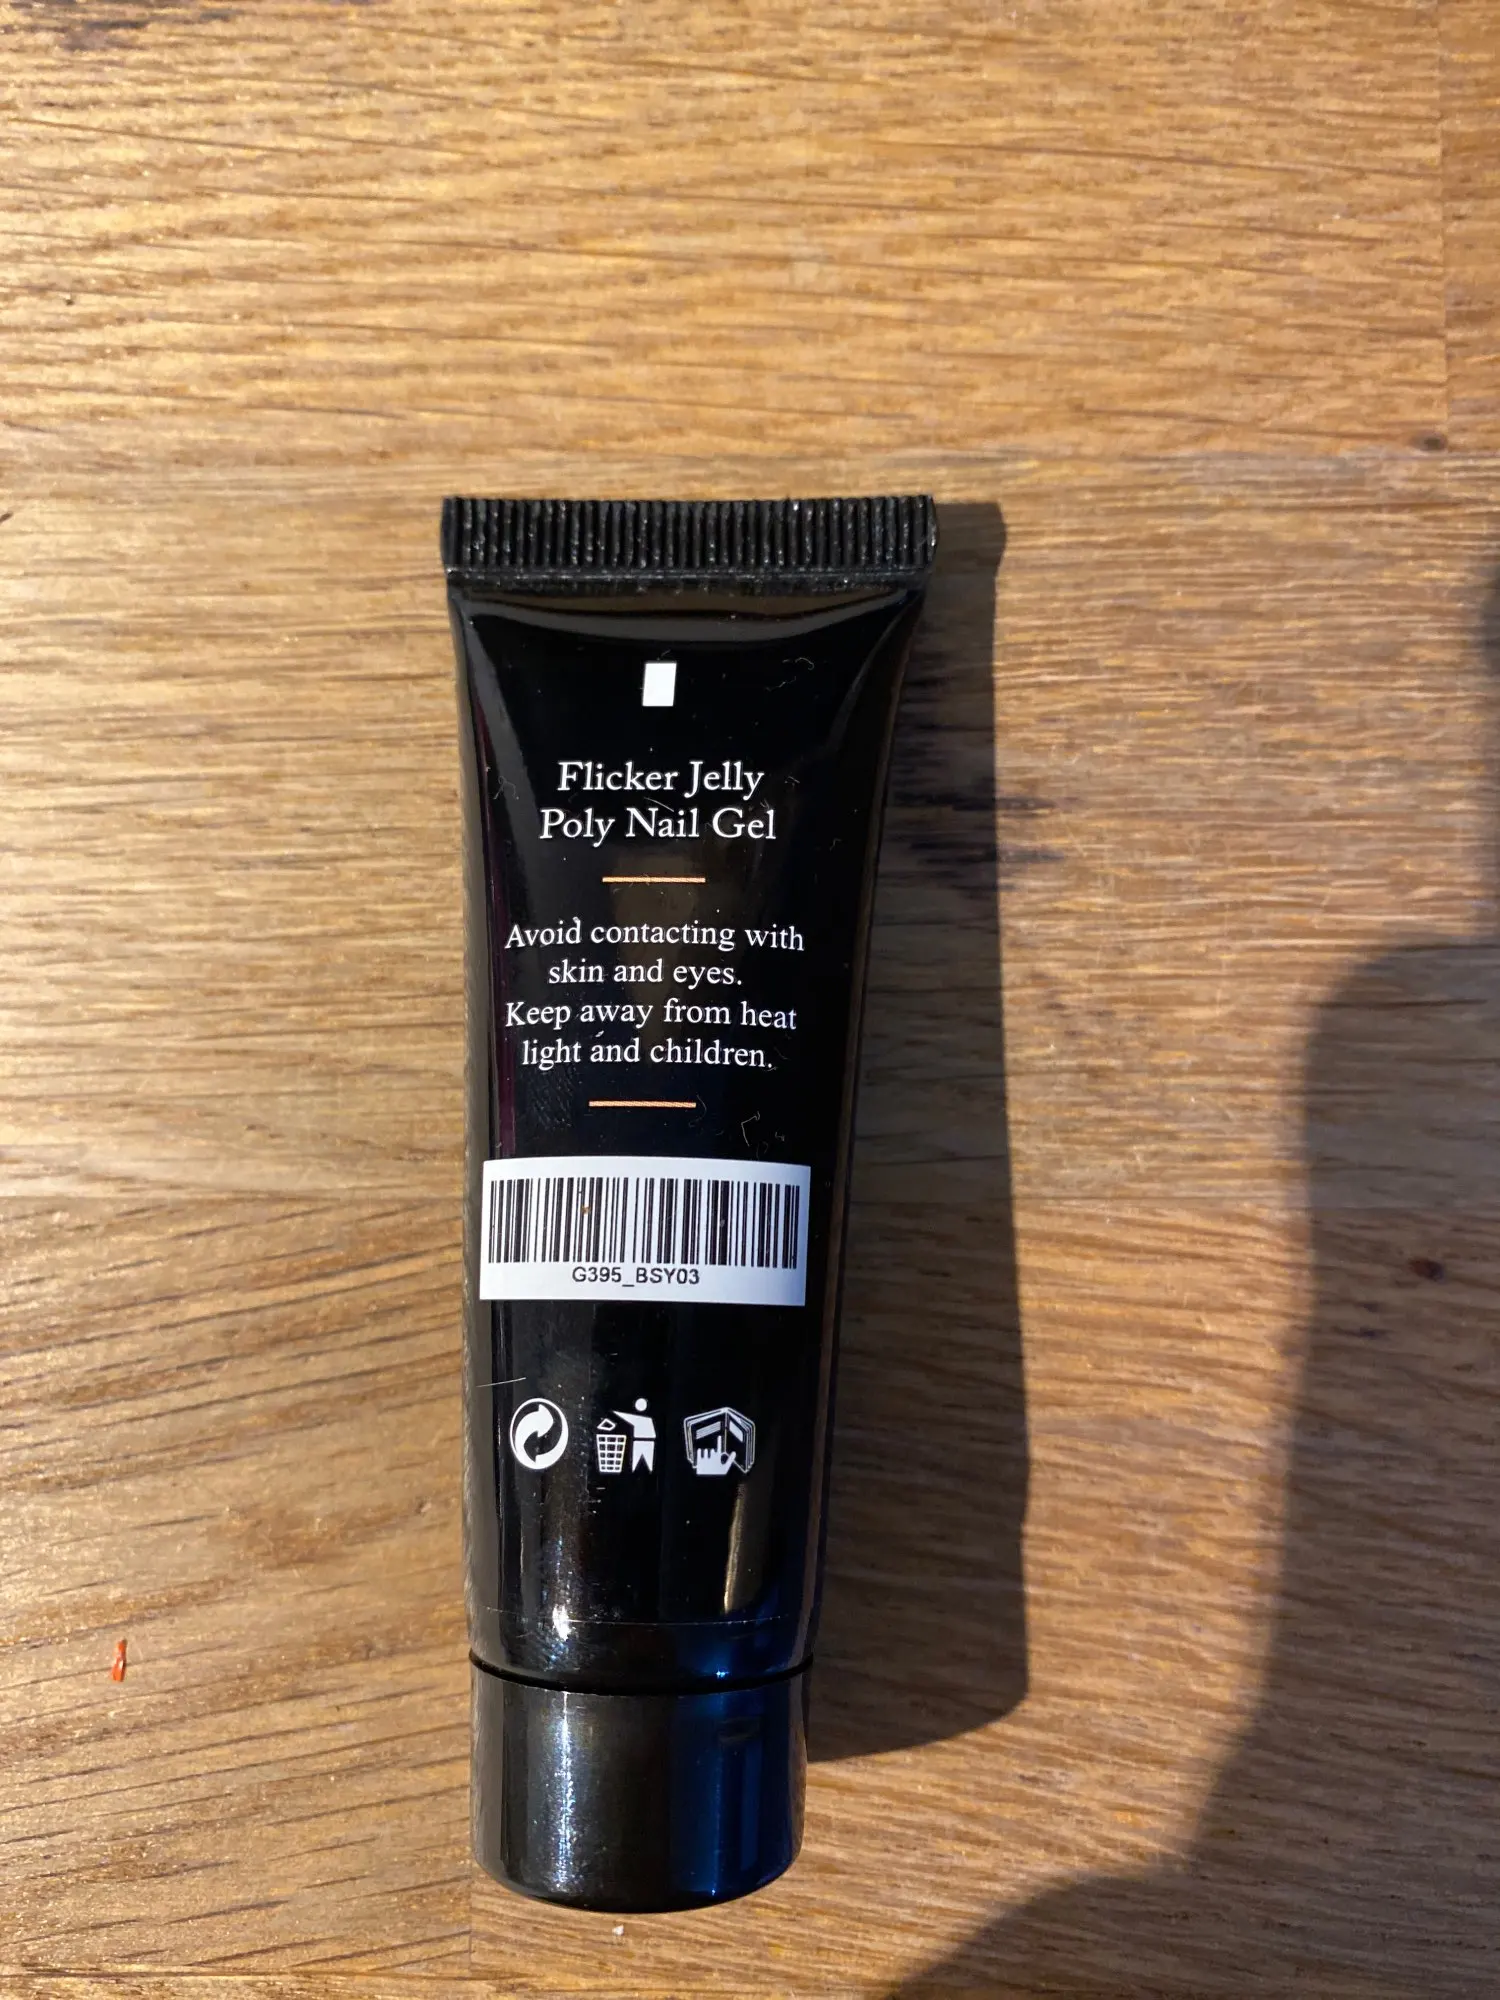 Flicker Jelly
Poly Nail Gel
Avoid contacting with
skin and eyes.
Keep away from heat
light and children.
G395_BSY03